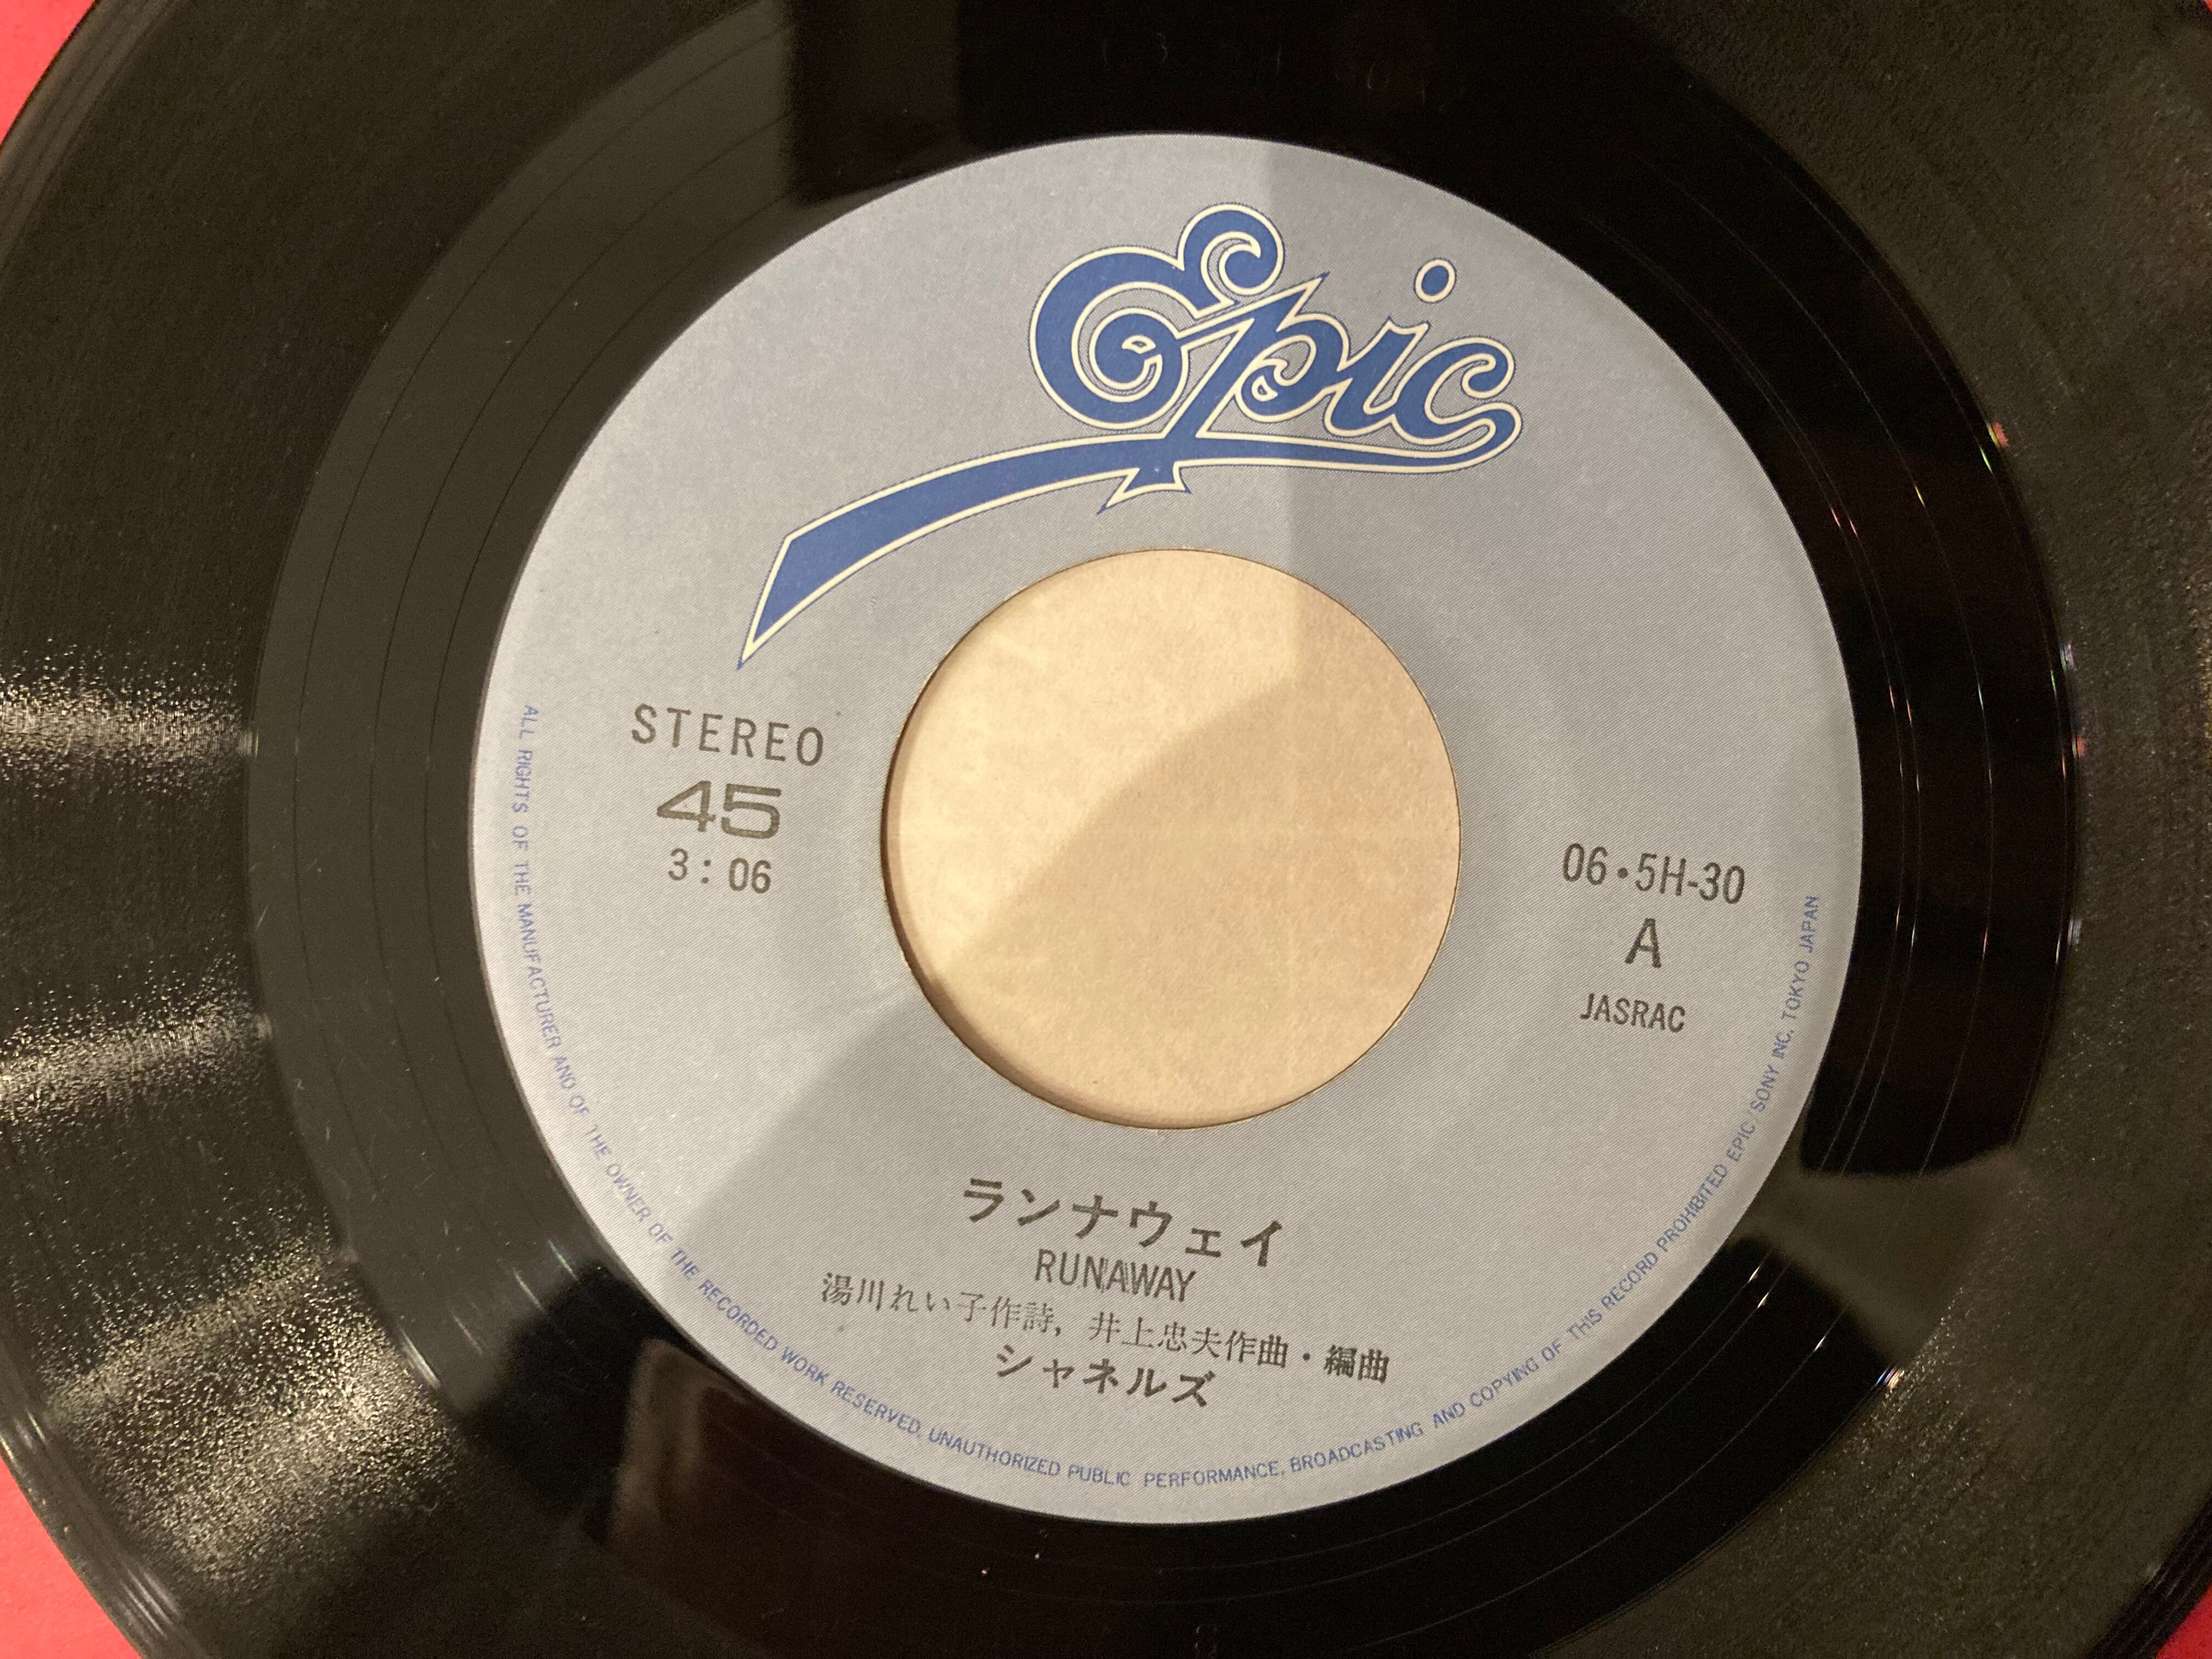 Epic
STEREO
45
3:06
06・5H-30
A
JASRAC
ランナウェイ
RUNAWAY
湯川れい子作詩, 井上忠夫作曲・編曲
シャネルズ
ALL RIGHTS OF THE MANUFACTURER AND OF THE OWNER OF THE RECORDED WORK RESERVED. UNAUTHORIZED PUBLIC PERFORMANCE, BROADCASTING AND COPYING OF THIS RECORD PROHIBITED EPIC/SONY INC. TOKYO JAPAN